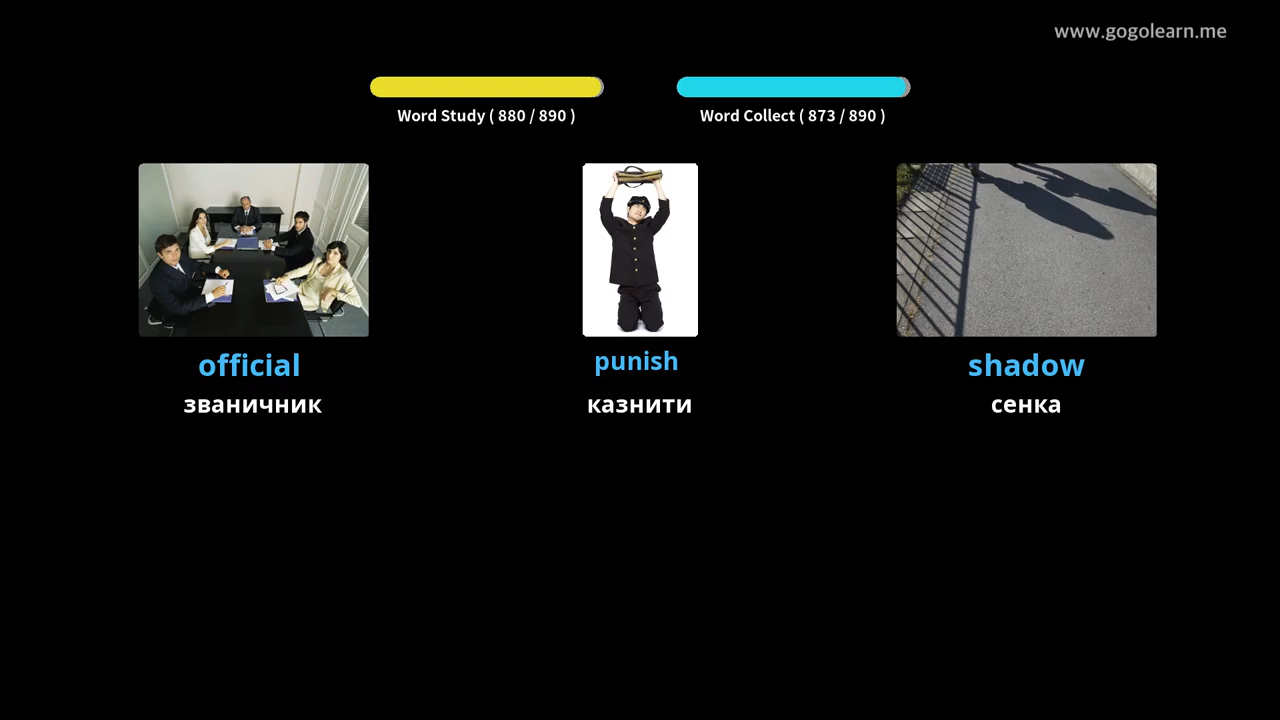 www.gogolearn.me
Word Study ( 880 / 890 )
Word Collect ( 873 / 890 )
official
званичник
punish
казнити
shadow
сенка